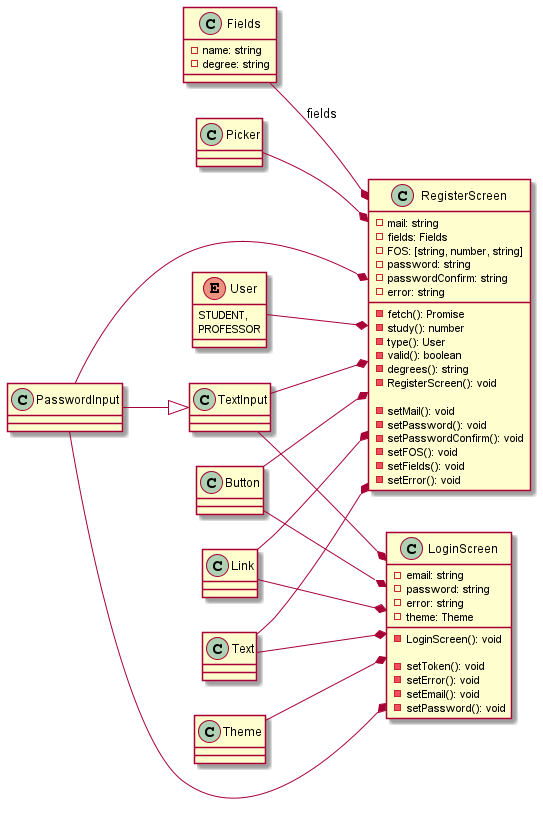 C Fields
name: string
degree: string
fields
C Picker
C RegisterScreen
mail: string
fields: Fields
FOS: [string, number, string]
password: string
passwordConfirm: string
error: string
fetch(): Promise
study(): number
type(): User
valid(): boolean
degrees(): string
RegisterScreen(): void
setMail(): void
setPassword(): void
setPasswordConfirm(): void
setFOS(): void
setFields(): void
setError(): void
E User
STUDENT,
PROFESSOR
C PasswordInput
C TextInput
C Button
C Link
C Text
C Theme
C LoginScreen
email: string
password: string
error: string
theme: Theme
LoginScreen(): void
setToken(): void
setError(): void
setEmail(): void
setPassword(): void